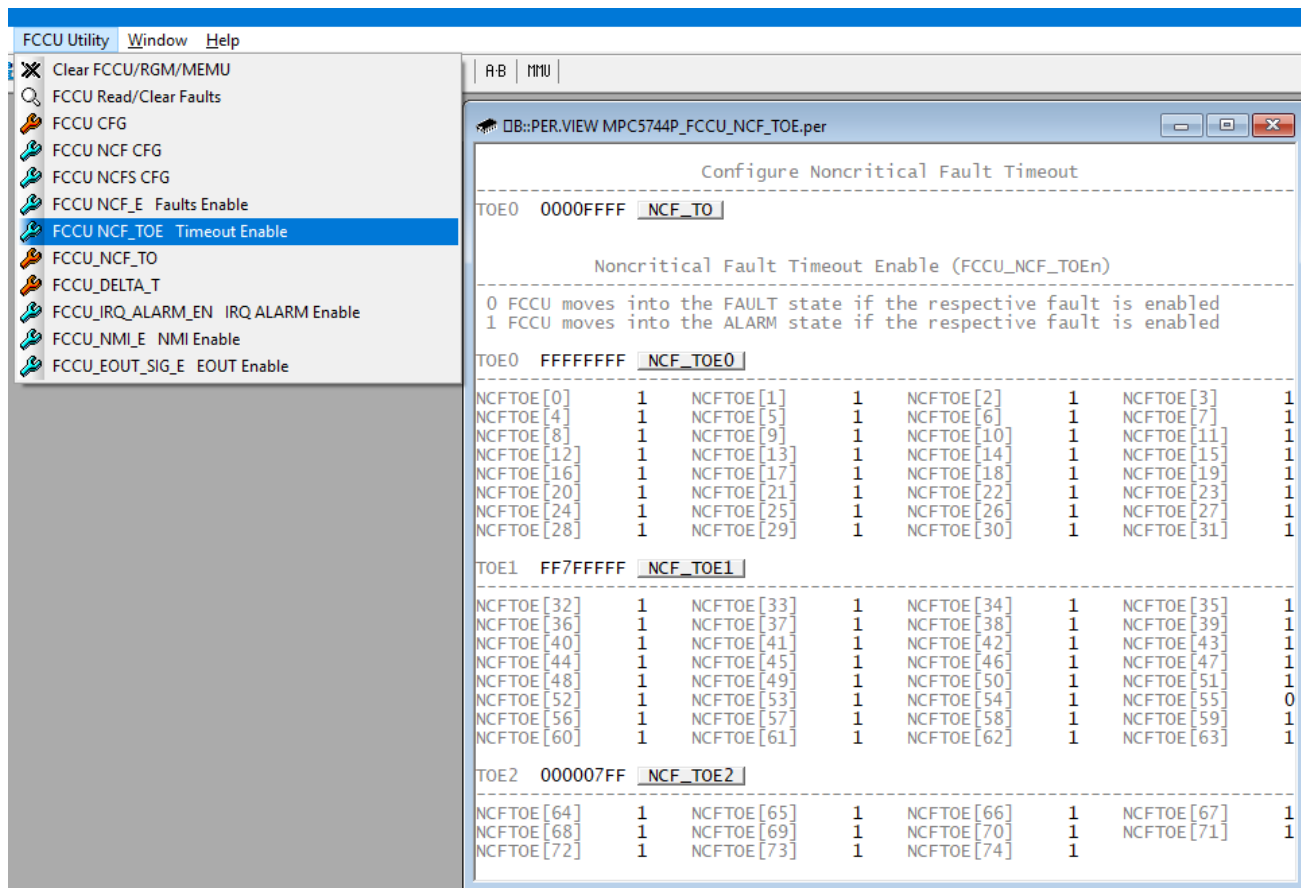 FCCU Utility Window Help
Clear FCCU/RGM/MEMU
FCCU Read/Clear Faults
FCCU CFG
FCCU NCF CFG
FCCU NCFS CFG
FCCU NCF_E Faults Enable
FCCU NCF_TOE Timeout Enable
FCCU_NCF_TO
FCCU_DELTA_T
FCCU_IRQ_ALARM_EN IRQ ALARM Enable
FCCU_NMI_E NMI Enable
FCCU_EOUT_SIG_E EOUT Enable
A·B MMU
B::PER.VIEW MPC5744P_FCCU_NCF_TOE.per
Configure Noncritical Fault Timeout
TOE0 0000FFFF NCF_TO
Noncritical Fault Timeout Enable (FCCU_NCF_TOEn)
0 FCCU moves into the FAULT state if the respective fault is enabled
1 FCCU moves into the ALARM state if the respective fault is enabled
TOE0 FFFFFFFF NCF_TOE0
NCFTOE[0] 1 NCFTOE[1] 1 NCFTOE[2] 1 NCFTOE[3] 1
NCFTOE[4] 1 NCFTOE[5] 1 NCFTOE[6] 1 NCFTOE[7] 1
NCFTOE[8] 1 NCFTOE[9] 1 NCFTOE[10] 1 NCFTOE[11] 1
NCFTOE[12] 1 NCFTOE[13] 1 NCFTOE[14] 1 NCFTOE[15] 1
NCFTOE[16] 1 NCFTOE[17] 1 NCFTOE[18] 1 NCFTOE[19] 1
NCFTOE[20] 1 NCFTOE[21] 1 NCFTOE[22] 1 NCFTOE[23] 1
NCFTOE[24] 1 NCFTOE[25] 1 NCFTOE[26] 1 NCFTOE[27] 1
NCFTOE[28] 1 NCFTOE[29] 1 NCFTOE[30] 1 NCFTOE[31] 1
TOE1 FF7FFFFF NCF_TOE1
NCFTOE[32] 1 NCFTOE[33] 1 NCFTOE[34] 1 NCFTOE[35] 1
NCFTOE[36] 1 NCFTOE[37] 1 NCFTOE[38] 1 NCFTOE[39] 1
NCFTOE[40] 1 NCFTOE[41] 1 NCFTOE[42] 1 NCFTOE[43] 1
NCFTOE[44] 1 NCFTOE[45] 1 NCFTOE[46] 1 NCFTOE[47] 1
NCFTOE[48] 1 NCFTOE[49] 1 NCFTOE[50] 1 NCFTOE[51] 1
NCFTOE[52] 1 NCFTOE[53] 1 NCFTOE[54] 1 NCFTOE[55] 0
NCFTOE[56] 1 NCFTOE[57] 1 NCFTOE[58] 1 NCFTOE[59] 1
NCFTOE[60] 1 NCFTOE[61] 1 NCFTOE[62] 1 NCFTOE[63] 1
TOE2 000007FF NCF_TOE2
NCFTOE[64] 1 NCFTOE[65] 1 NCFTOE[66] 1 NCFTOE[67] 1
NCFTOE[68] 1 NCFTOE[69] 1 NCFTOE[70] 1 NCFTOE[71] 1
NCFTOE[72] 1 NCFTOE[73] 1 NCFTOE[74] 1